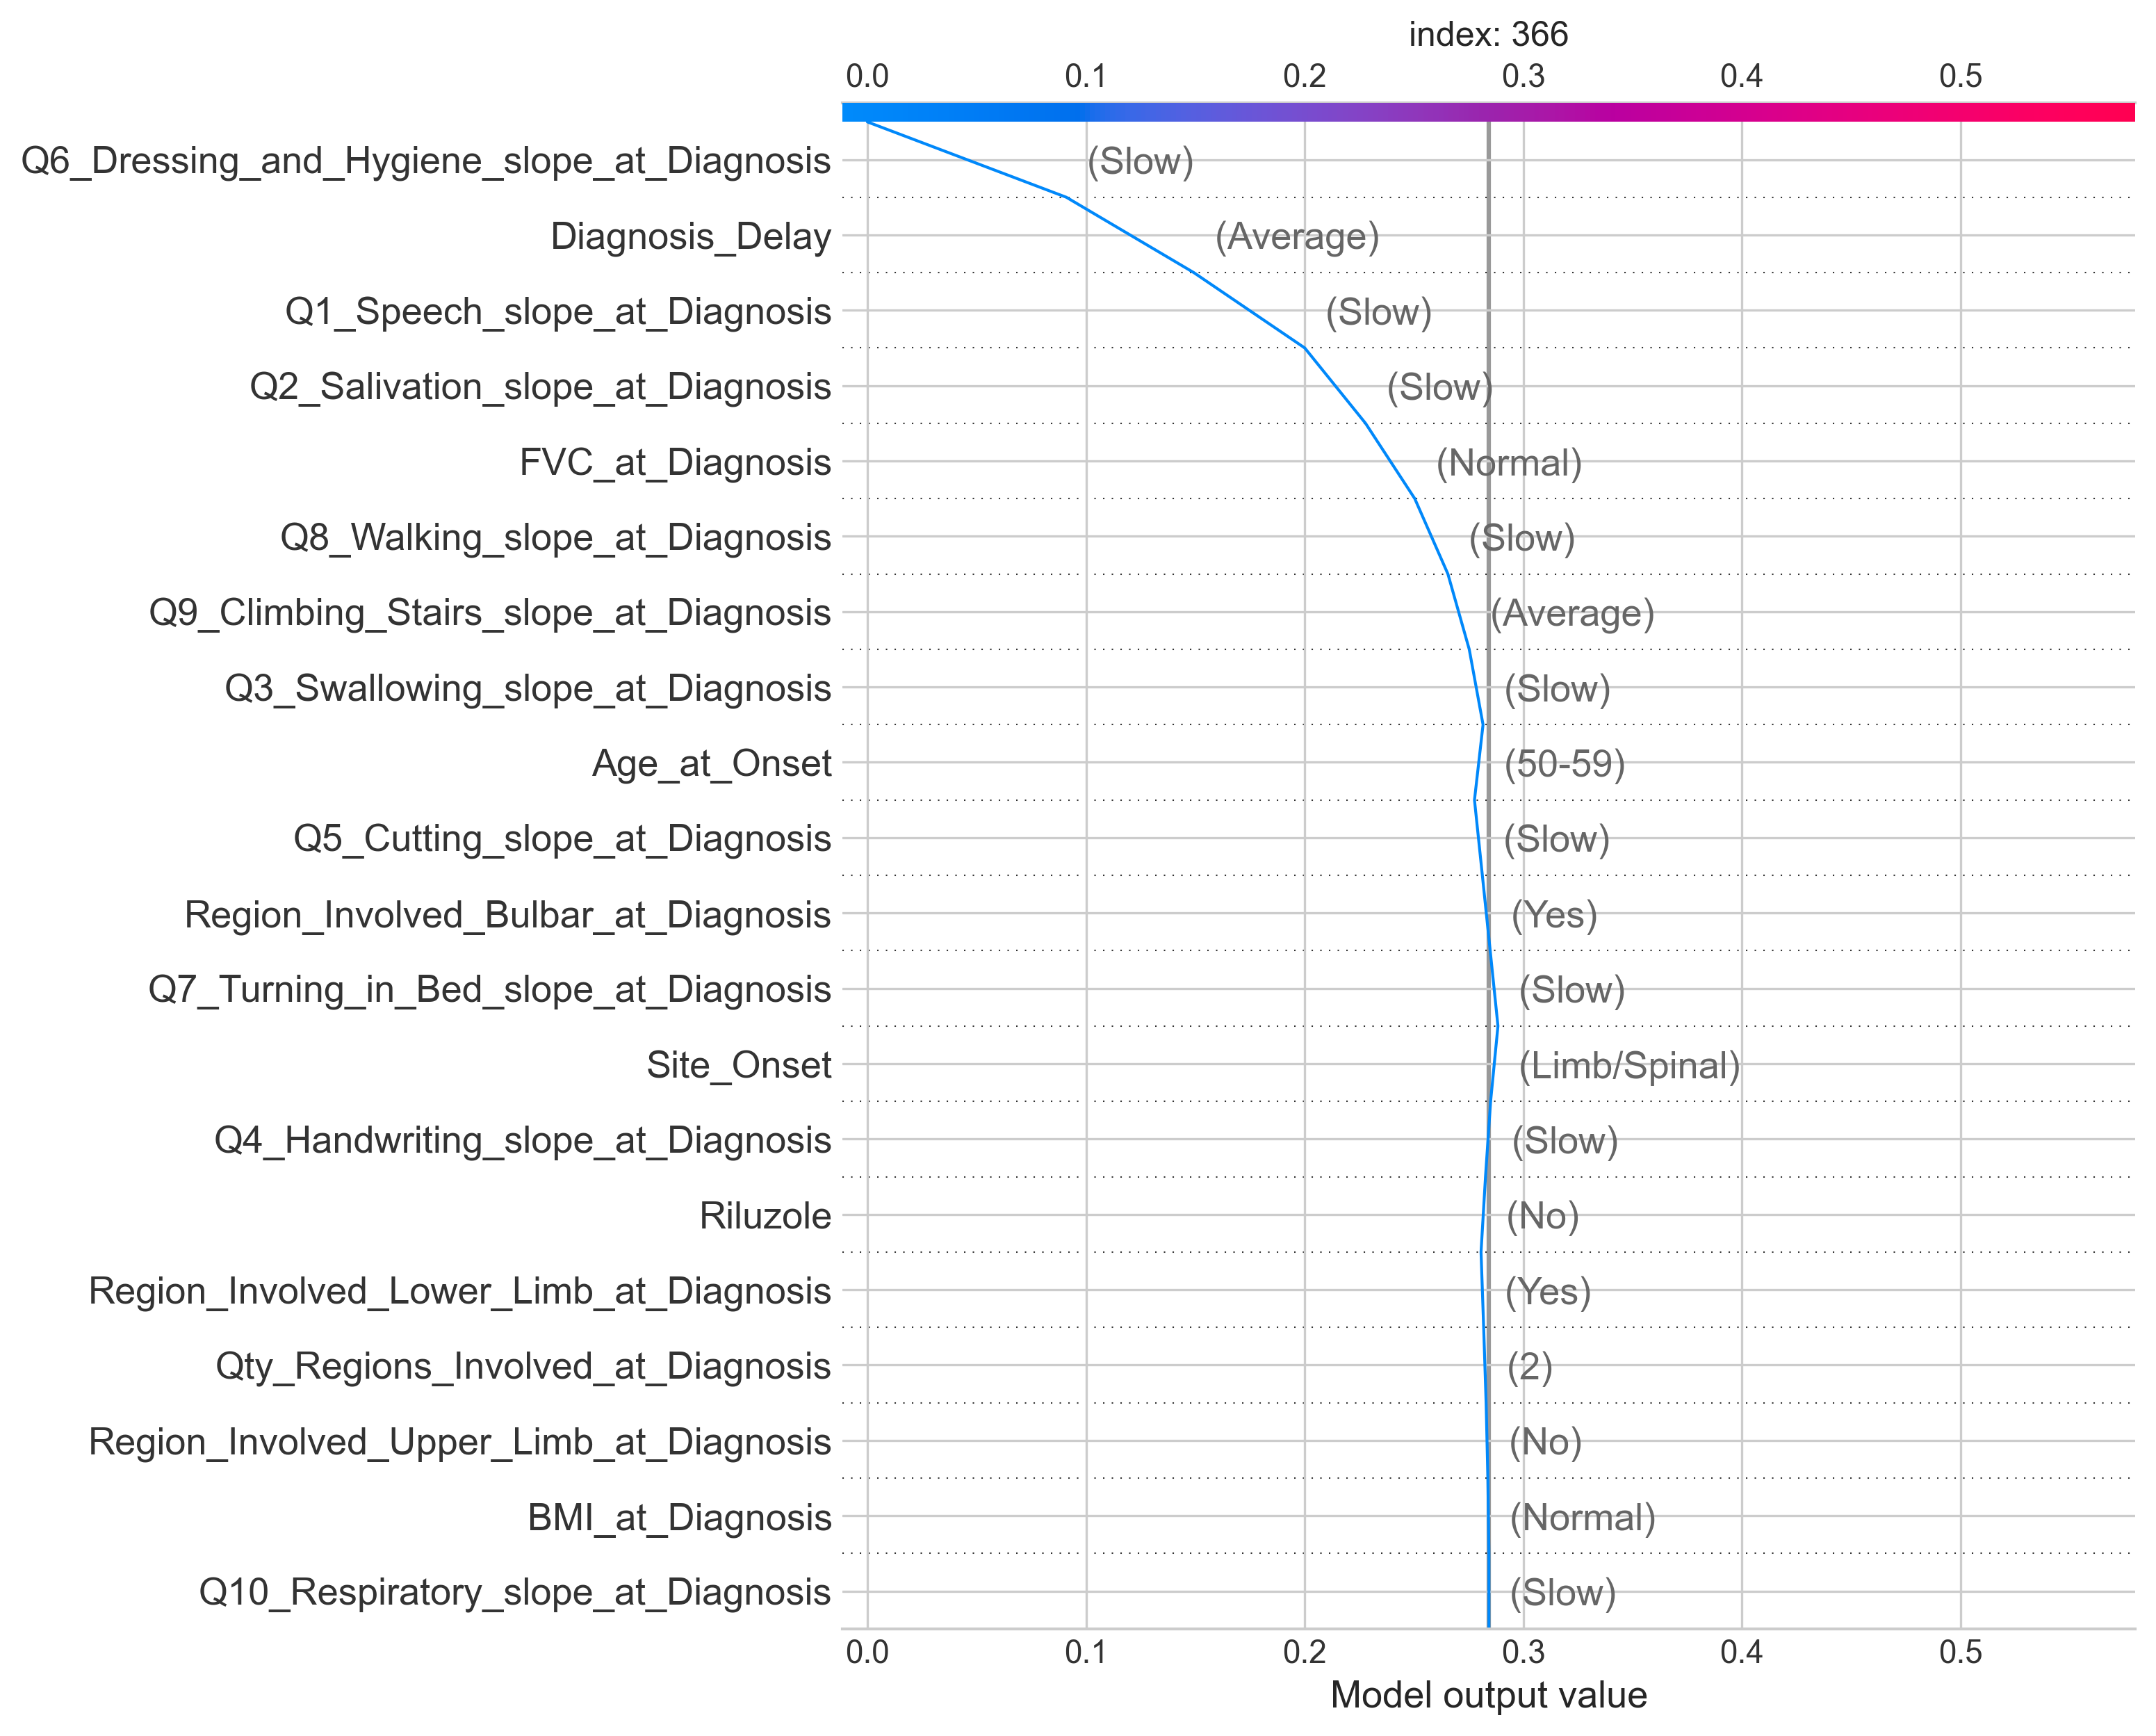 index: 366
0.0 0.1 0.2 0.3 0.4 0.5
Q6_Dressing_and_Hygiene_slope_at_Diagnosis (Slow)
Diagnosis_Delay (Average)
Q1_Speech_slope_at_Diagnosis (Slow)
Q2_Salivation_slope_at_Diagnosis (Slow)
FVC_at_Diagnosis (Normal)
Q8_Walking_slope_at_Diagnosis (Slow)
Q9_Climbing_Stairs_slope_at_Diagnosis (Average)
Q3_Swallowing_slope_at_Diagnosis (Slow)
Age_at_Onset (50-59)
Q5_Cutting_slope_at_Diagnosis (Slow)
Region_Involved_Bulbar_at_Diagnosis (Yes)
Q7_Turning_in_Bed_slope_at_Diagnosis (Slow)
Site_Onset (Limb/Spinal)
Q4_Handwriting_slope_at_Diagnosis (Slow)
Riluzole (No)
Region_Involved_Lower_Limb_at_Diagnosis (Yes)
Qty_Regions_Involved_at_Diagnosis (2)
Region_Involved_Upper_Limb_at_Diagnosis (No)
BMI_at_Diagnosis (Normal)
Q10_Respiratory_slope_at_Diagnosis (Slow)
0.0 0.1 0.2 0.3 0.4 0.5
Model output value